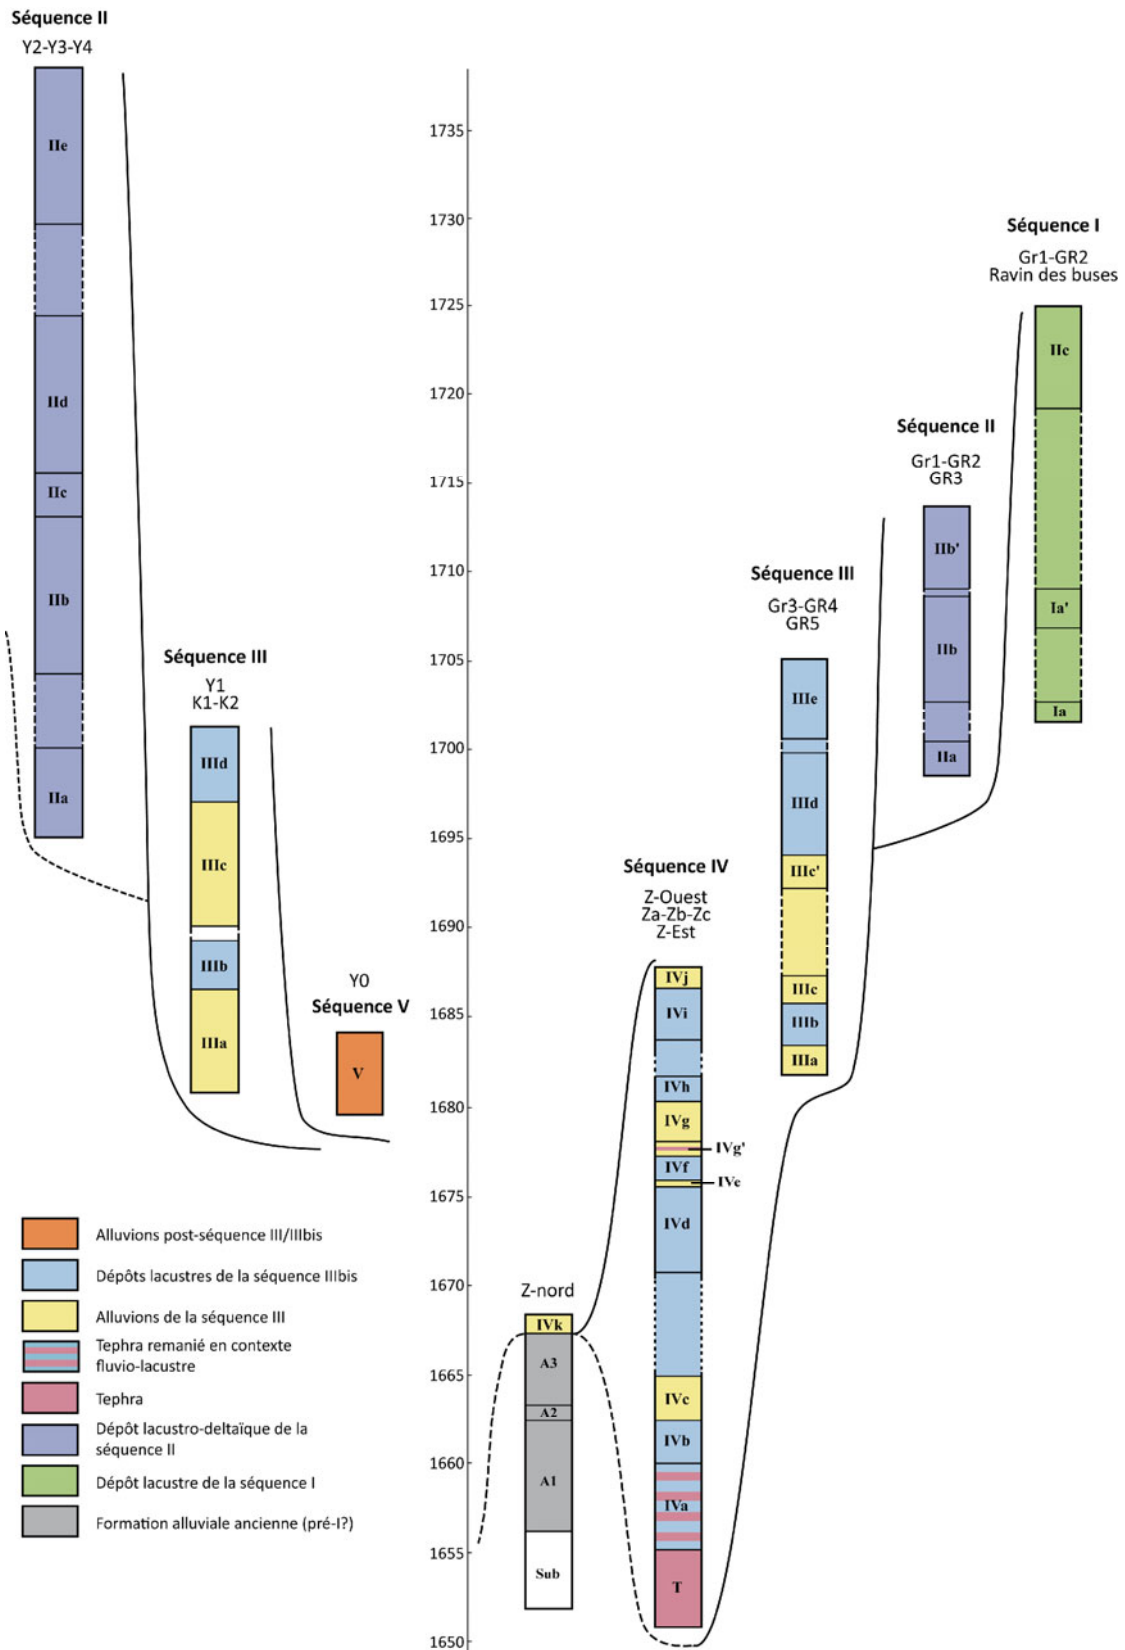 Séquence II
Y2-Y3-Y4
IIe
IId
IIc
IIb
IIa
Séquence III
Y1
K1-K2
IIId
IIIc
IIIb
IIIa
Y0
Séquence V
V
1735
1730
1725
1720
1715
1710
1705
1700
1695
1690
1685
1680
1675
1670
1665
1660
1655
1650
Z-nord
IVk
A3
A2
A1
Sub
Séquence IV
Z-Ouest
Za-Zb-Zc
Z-Est
IVj
IVi
IVh
IVg
IVg'
IVf
IVe
IVd
IVc
IVb
IVa
T
Séquence III
Gr3-GR4
GR5
IIIe
IIId
IIIc'
IIIc
IIIb
IIIa
Séquence II
Gr1-GR2
GR3
IIb'
IIb
IIa
Séquence I
Gr1-GR2
Ravin des buses
IIc
Ia'
Ia
Alluvions post-séquence III/IIIbis
Dépôts lacustres de la séquence IIIbis
Alluvions de la séquence III
Tephra remanié en contexte
fluvio-lacustre
Tephra
Dépôt lacustro-deltaïque de la
séquence II
Dépôt lacustre de la séquence I
Formation alluviale ancienne (pré-I?)